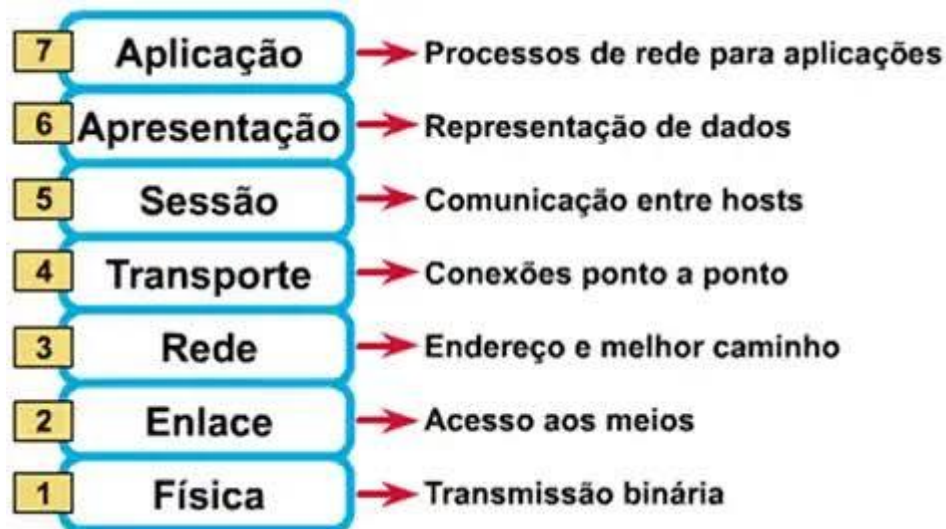 7 Aplicação Processos de rede para aplicações
6 Apresentação Representação de dados
5 Sessão Comunicação entre hosts
4 Transporte Conexões ponto a ponto
3 Rede Endereço e melhor caminho
2 Enlace Acesso aos meios
1 Física Transmissão binária